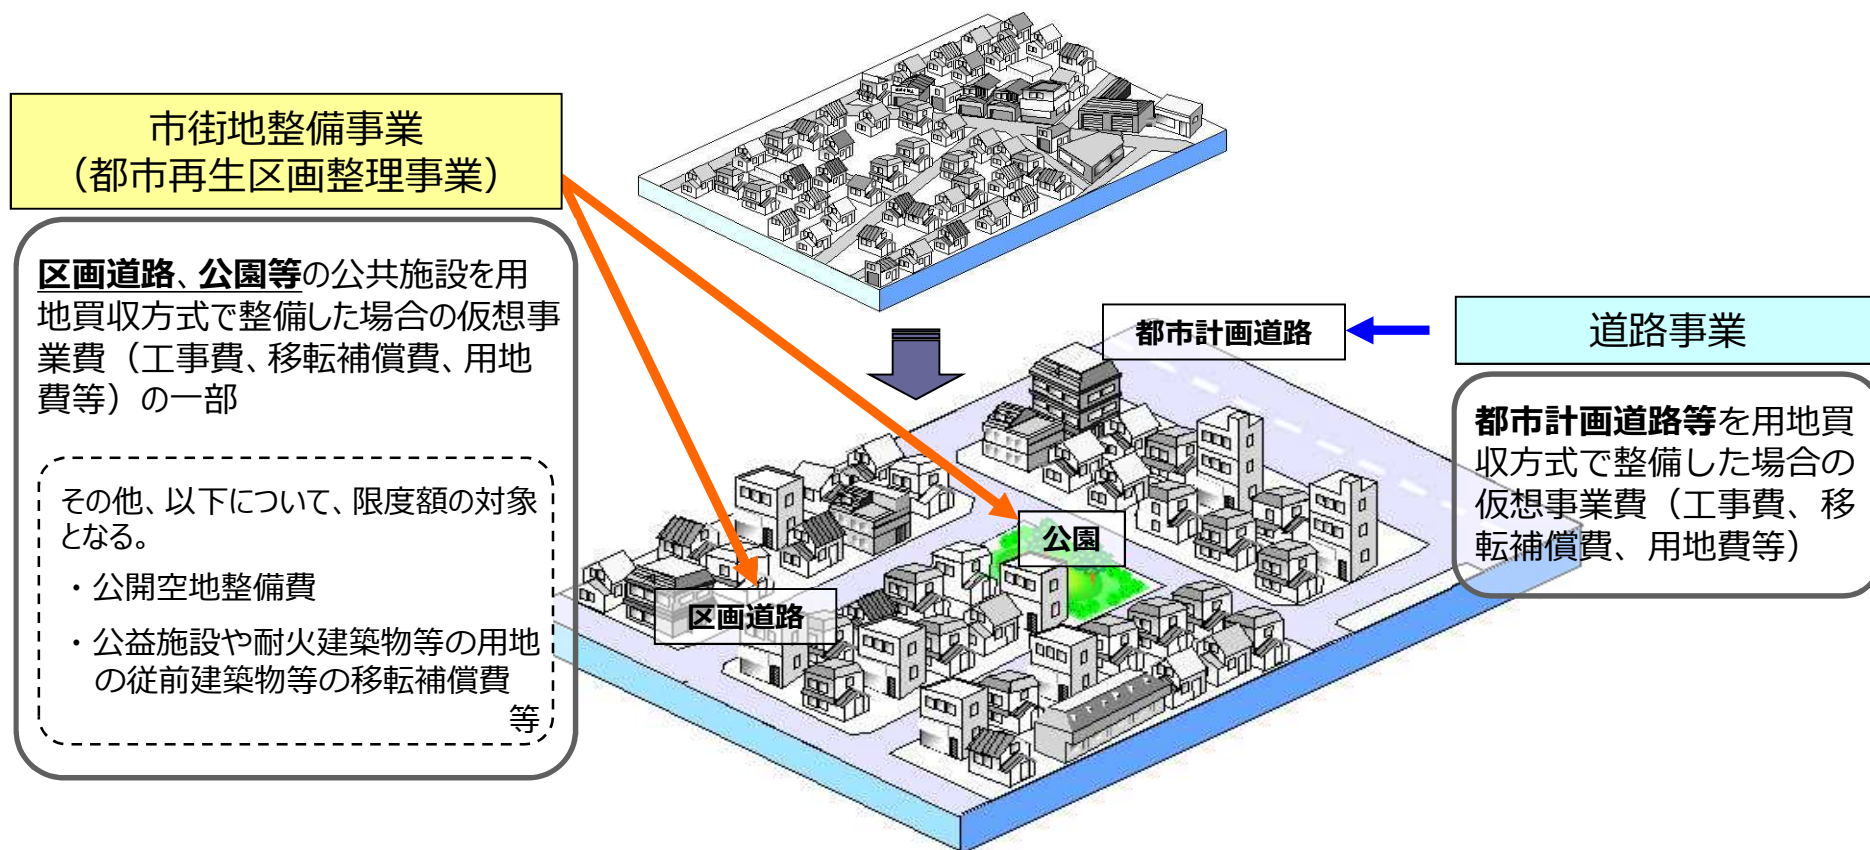 市街地整備事業
（都市再生区画整理事業）
区画道路、公園等の公共施設を用
地買収方式で整備した場合の仮想事
業費（工事費、移転補償費、用地
費等）の一部
その他、以下について、限度額の対象
となる。
・公開空地整備費
・公益施設や耐火建築物等の用地
の従前建築物等の移転補償費
等
都市計画道路
公園
区画道路
道路事業
都市計画道路等を用地買
収方式で整備した場合の
仮想事業費（工事費、移
転補償費、用地費等）